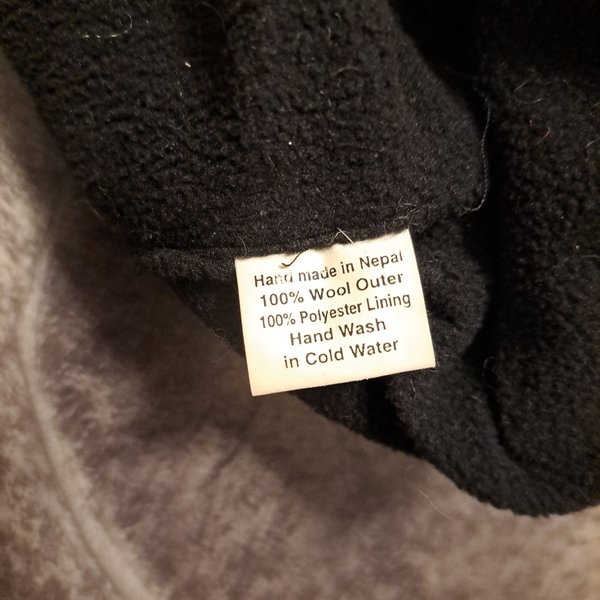 Hand made in Nepal
100% Wool Outer
100% Polyester Lining
Hand Wash
in Cold Water